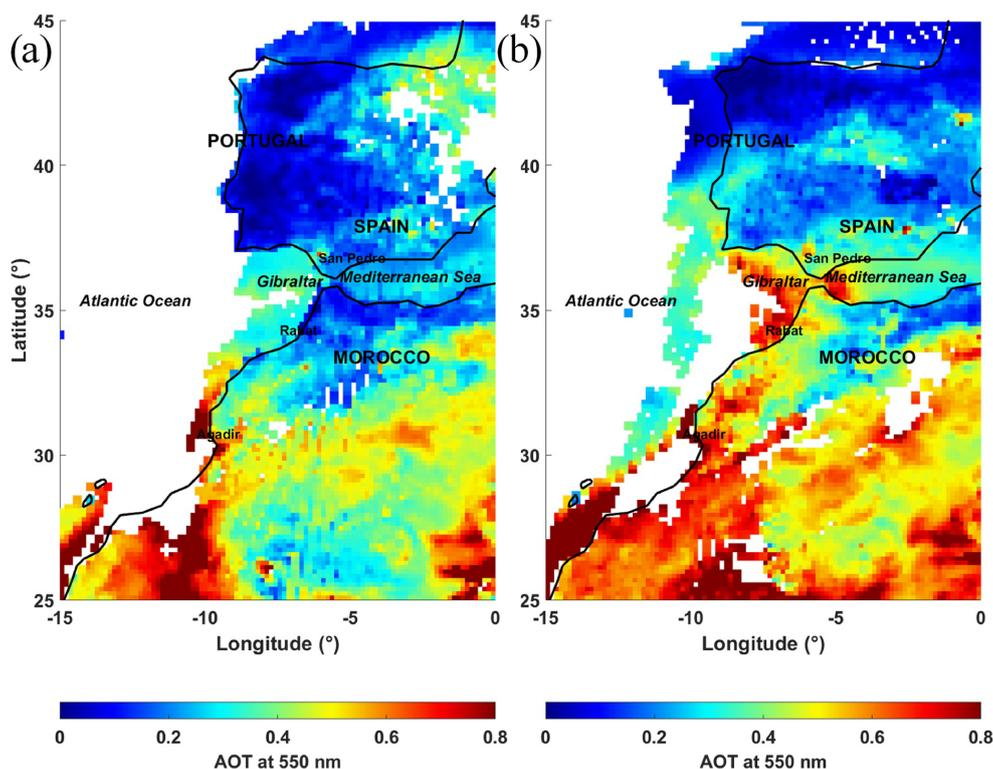 (a)
45
40
35
30
25
Latitude (°)
PORTUGAL
SPAIN
San Pedro
Gibraltar
Mediterranean Sea
Atlantic Ocean
Rabat
MOROCCO
Agadir
-15
-10
-5
0
Longitude (°)
0
0.2
0.4
0.6
0.8
AOT at 550 nm
(b)
45
40
35
30
25
PORTUGAL
SPAIN
San Pedro
Gibraltar
Mediterranean Sea
Atlantic Ocean
Rabat
MOROCCO
Agadir
-15
-10
-5
0
Longitude (°)
0
0.2
0.4
0.6
0.8
AOT at 550 nm